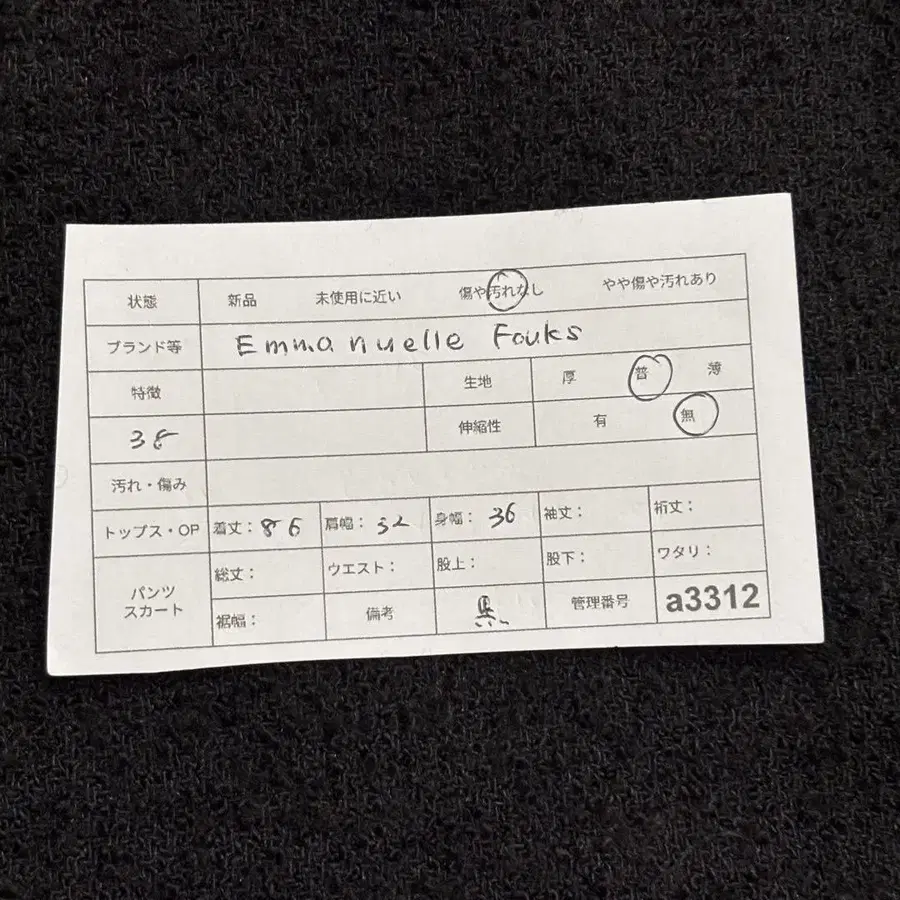 状態 新品 未使用に近い 傷や汚れなし やや傷や汚れあり
ブランド等 Emmanuelle Fouks
特徴 生地 厚 普 薄
38 伸縮性 有 無
汚れ・傷み
トップス・OP 着丈：86 肩幅：32 身幅：36 袖丈： 裄丈：
パンツ スカート 総丈： ウエスト： 股上： 股下： ワタリ：
裾幅： 備考 黒 管理番号 a3312